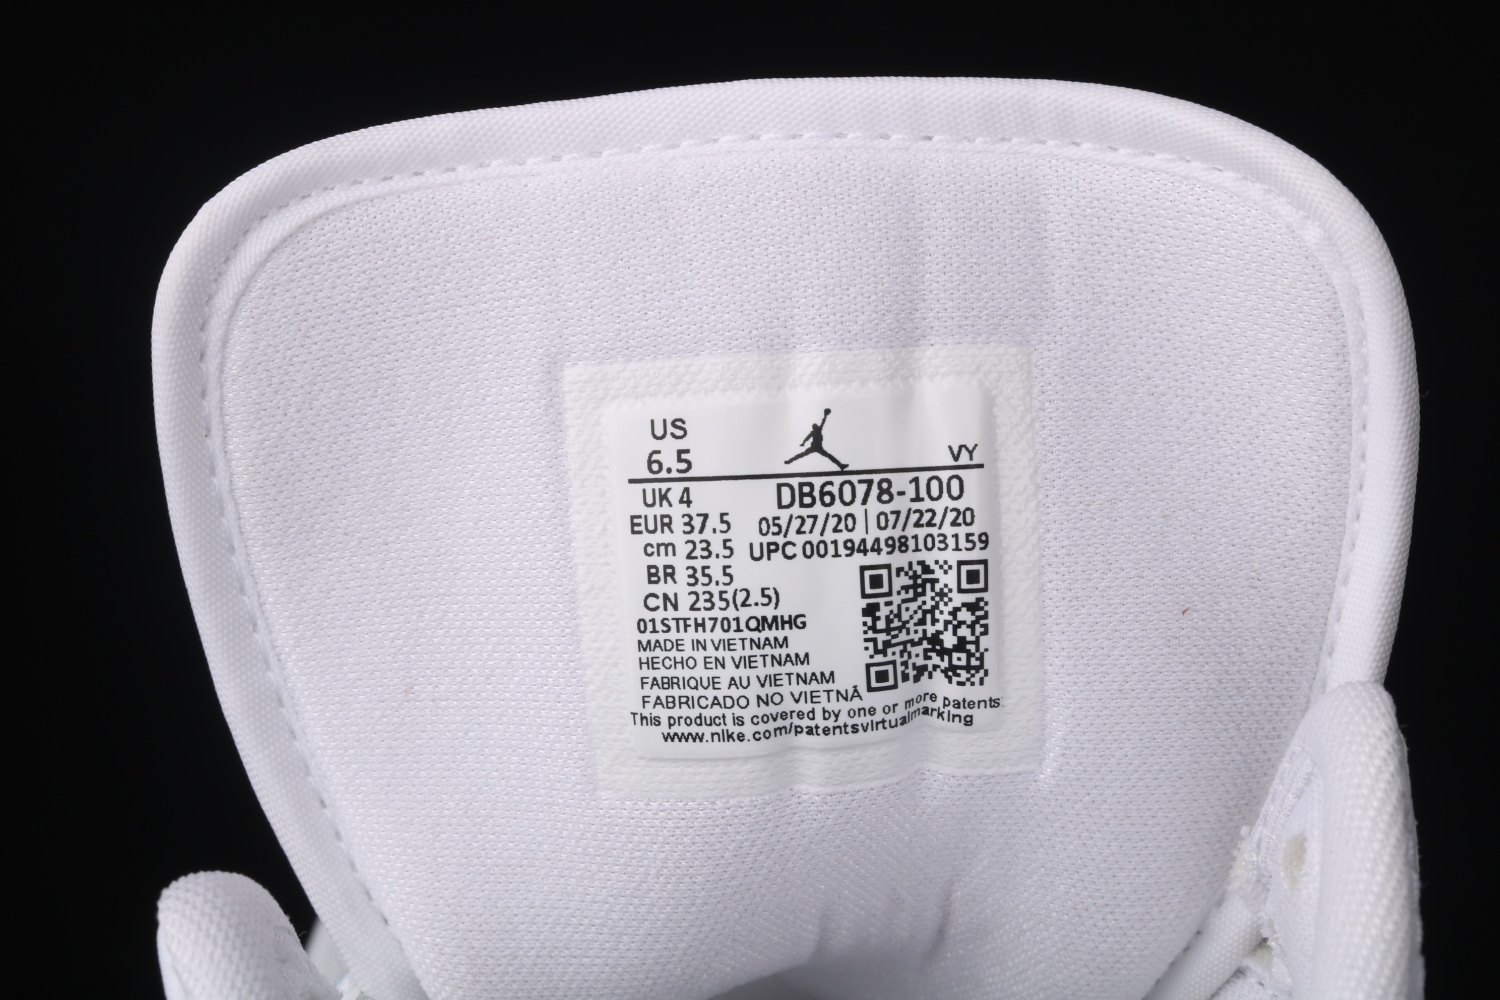 US
6.5
VY
UK 4
DB6078-100
EUR 37.5
05/27/20 | 07/22/20
cm 23.5
UPC 00194498103159
BR 35.5
CN 235(2.5)
01STFH701QMHG
MADE IN VIETNAM
HECHO EN VIETNAM
FABRIQUE AU VIETNAM
FABRICADO NO VIETNÃ
This product is covered by one or more patents.
www.nike.com/patentsvirtualmarking